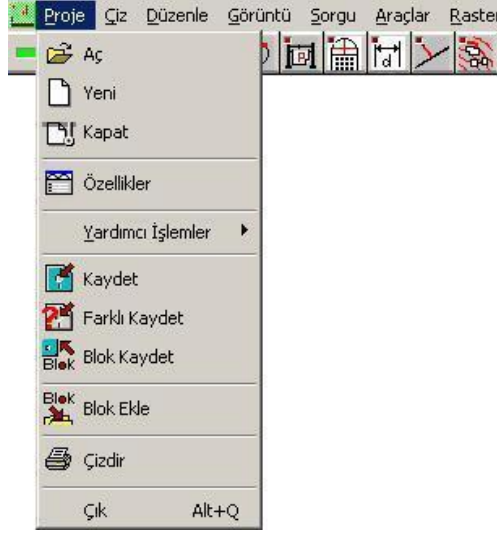 Proje Çiz Düzenle Görüntü Sorgu Araçlar Raster
Aç
Yeni
Kapat
Özellikler
Yardımcı İşlemler
Kaydet
Farklı Kaydet
Blok Kaydet
Blok Ekle
Çizdir
Çık Alt+Q